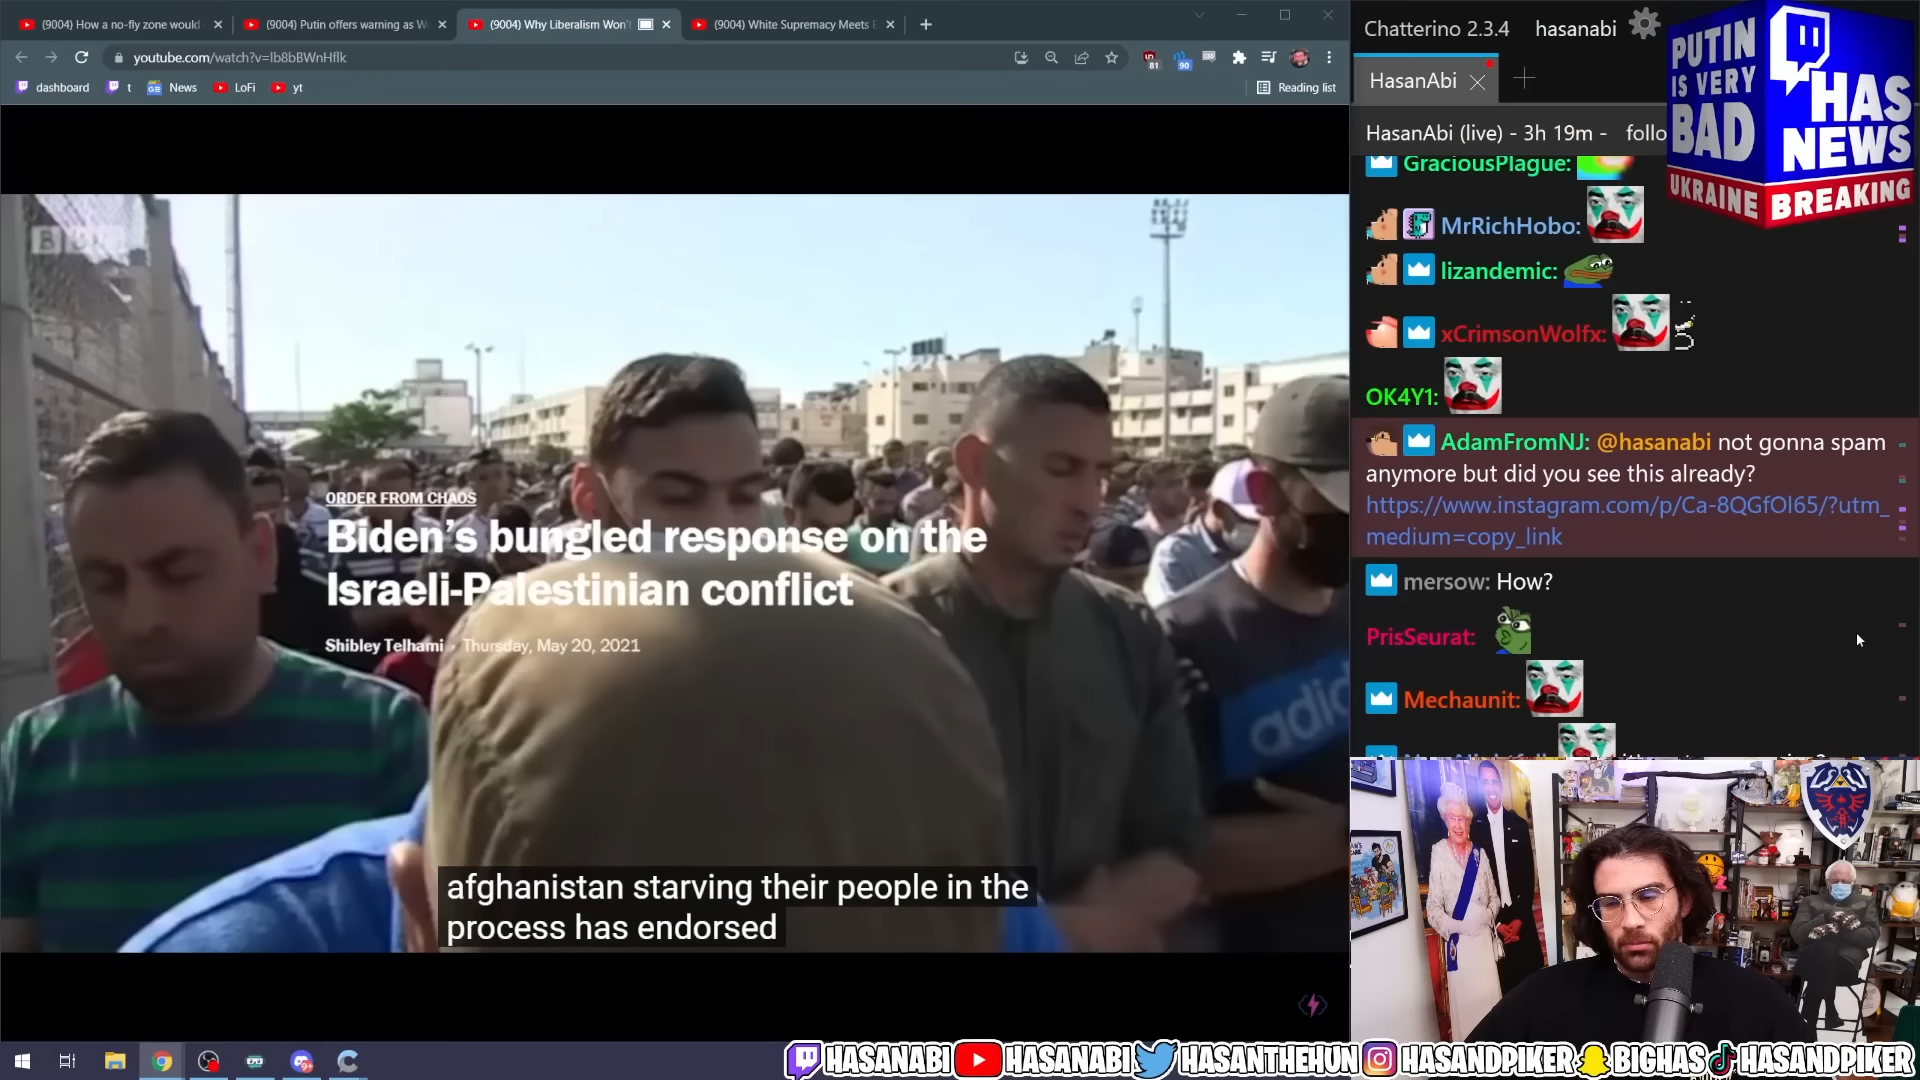 (9004) How a no-fly zone would
(9004) Putin offers warning as W
(9004) Why Liberalism Won'
(9004) White Supremacy Meets
youtube.com/watch?v=lb8bBWnHflk
81
90
dashboard
t
News
LoFi
yt
Reading list
ORDER FROM CHAOS
Biden's bungled response on the
Israeli-Palestinian conflict
Shibley Telhami
Thursday, May 20, 2021
adid
afghanistan starving their people in the
process has endorsed
Chatterino 2.3.4
hasanabi
HasanAbi
HasanAbi (live) - 3h 19m - follo
GraciousPlague:
MrRichHobo:
lizandemic:
xCrimsonWolfx:
OK4Y1:
AdamFromNJ: @hasanabi not gonna spam
anymore but did you see this already?
https://www.instagram.com/p/Ca-8QGfOl65/?utm_
medium=copy_link
mersow: How?
PrisSeurat:
Mechaunit:
PUTIN
IS VERY
BAD
HAS
NEWS
UKRAINE
BREAKING
HASANABI
HASANABI
HASANTHEHUN
HASANDPIKER
BIGHAS
HASANDPIKER